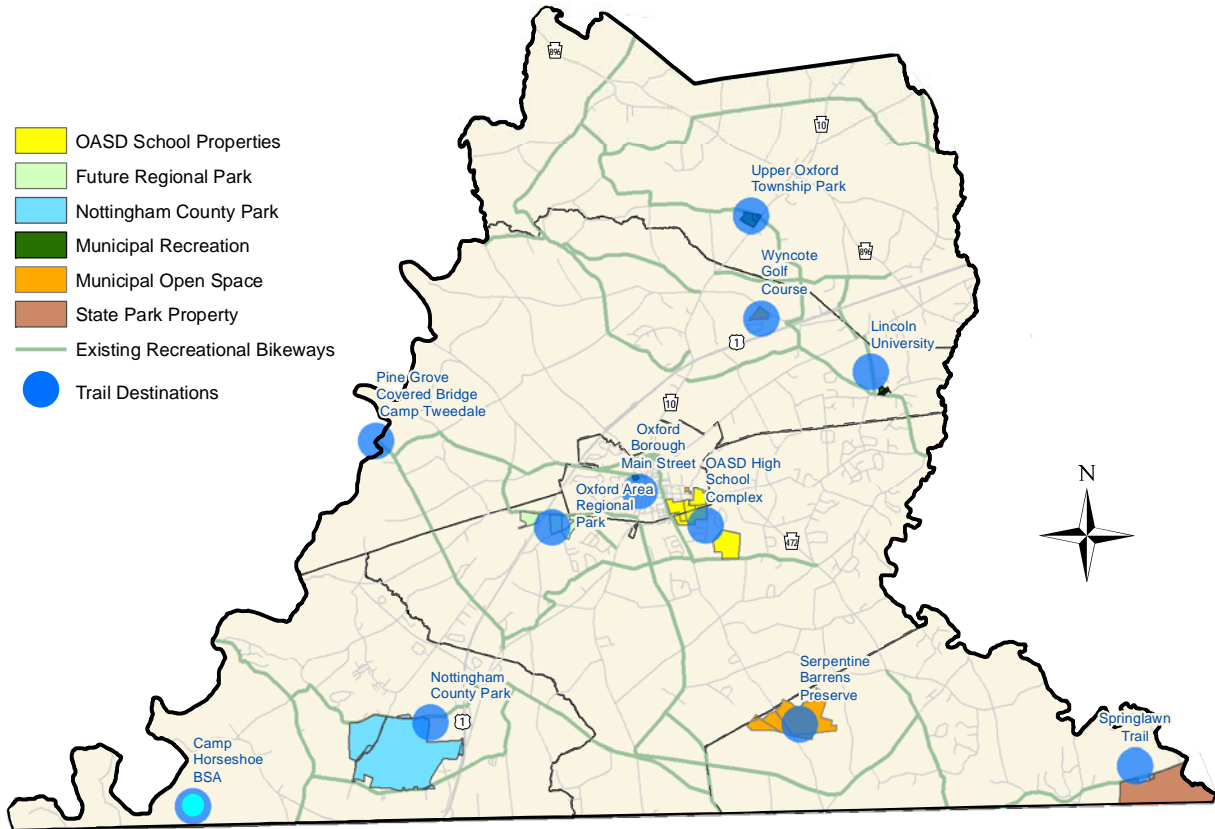 896
10
OASD School Properties
Future Regional Park
Nottingham County Park
Municipal Recreation
Municipal Open Space
State Park Property
Existing Recreational Bikeways
Trail Destinations
Upper Oxford
Township Park
Wyncote
Golf
Course
896
Lincoln
University
1
Pine Grove
Covered Bridge
Camp Tweedale
10
Oxford
Borough
Main Street
OASD High
School
Complex
Oxford Area
Regional
Park
472
N
Serpentine
Barrens
Preserve
Nottingham
County Park
1
Springlawn
Trail
Camp
Horseshoe
BSA